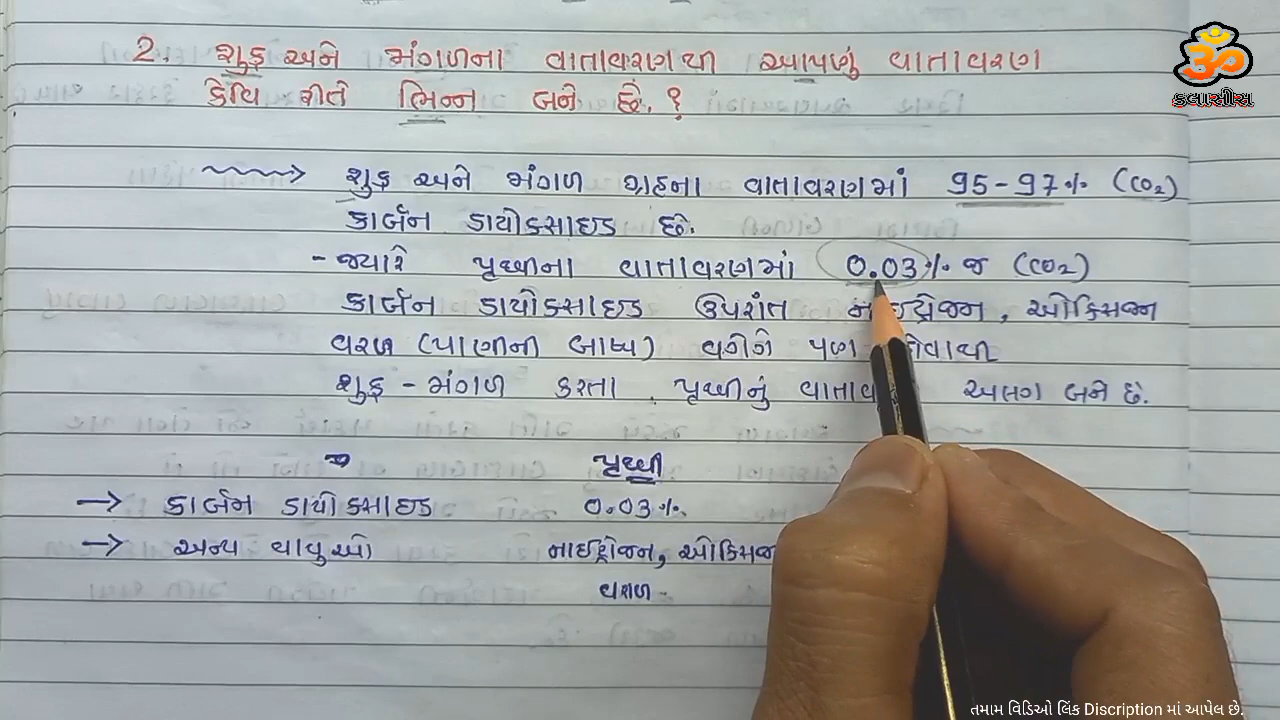 ૐ
કલાસીસ
2. શુક્ર અને મંગળના વાતાવરણથી આપણું વાતાવરણ
કેવિ રીતે ભિન્ન બને છે.?
શુક્ર અને મંગળ ગ્રહના વાતાવરણમાં 95-97% (CO2)
કાર્બન ડાયોક્સાઇડ છે.
- જ્યારે પૃથ્વીના વાતાવરણમાં 0.03% જ (CO2)
કાર્બન ડાયોક્સાઇડ ઉપરાંત ઓક્સિજન
વરાળ (પાણીની બાષ્પ) વગેરે પણ
શુક્ર - મંગળ કરતા પૃથ્વીનું અલગ બને છે.
→ પૃથ્વી
→ કાર્બન ડાયોક્સાઇડ 0.03%.
→ અન્ય વાયુઓ નાઈટ્રોજન,
વરાળ -
તમામ વિડિઓ લિંક Discription માં આપેલ છે.